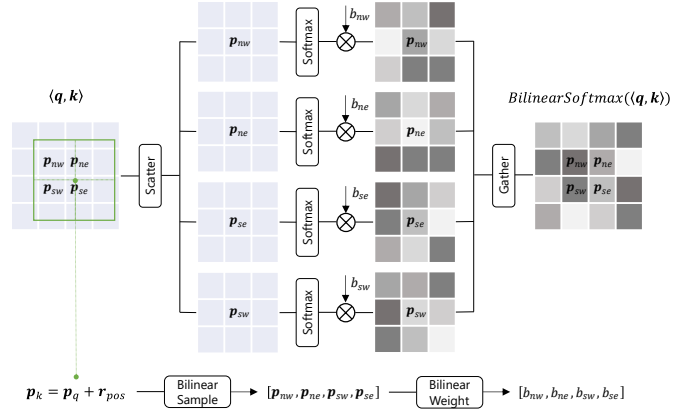 ⟨q, k⟩
p_nw p_ne
p_sw p_se
Scatter
p_nw
Softmax
b_nw
p_nw
p_ne
Softmax
b_ne
p_ne
p_se
Softmax
b_se
p_se
p_sw
Softmax
b_sw
p_sw
Gather
BilinearSoftmax(⟨q, k⟩)
p_nw p_ne
p_sw p_se
p_k = p_q + r_pos
Bilinear
Sample
[p_nw, p_ne, p_sw, p_se]
Bilinear
Weight
[b_nw, b_ne, b_sw, b_se]